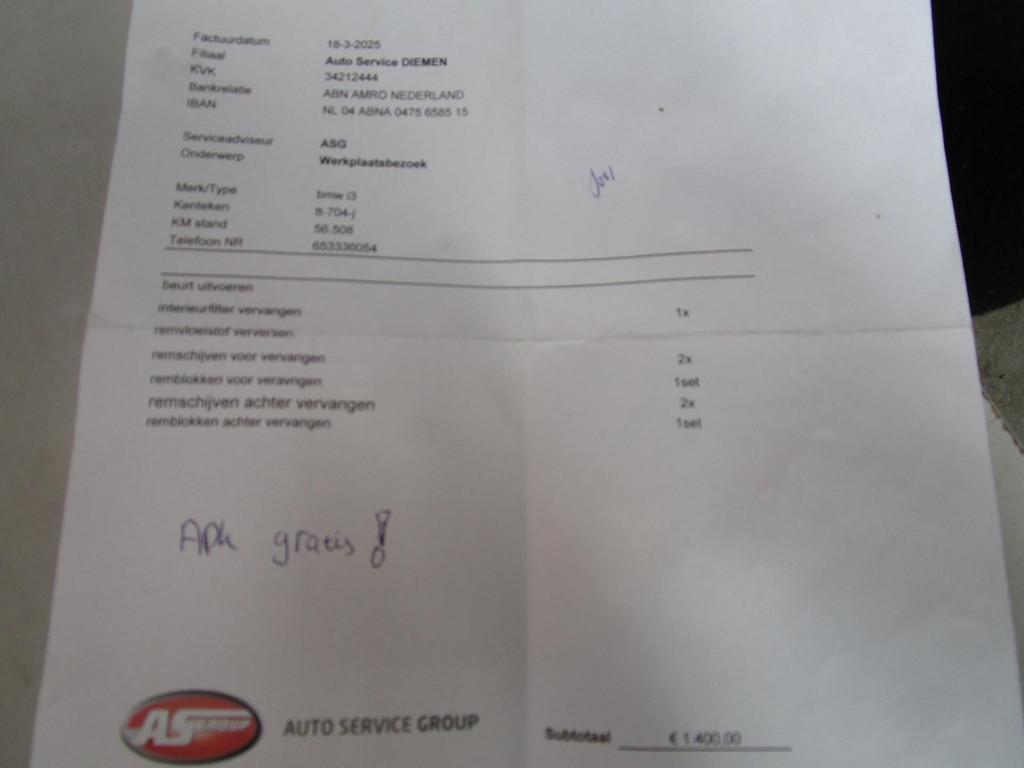 Factuurdatum 18-3-2025
Filiaal Auto Service DIEMEN
KVK 34212444
Bankrelatie ABN AMRO NEDERLAND
IBAN NL 04 ABNA 0475 6585 15
Serviceadviseur ASG
Onderwerp Werkplaatsbezoek
Merk/Type bmw i3
Kenteken tt-704-j
KM stand 56.508
Telefoon NR 653336054
beurt uitvoeren
interieurfilter vervangen 1x
remvloeistof verversen
remschijven voor vervangen 2x
remblokken voor veravngen 1set
remschijven achter vervangen 2x
remblokken achter vervangen 1set
Apk gratis!
AS GROUP AUTO SERVICE GROUP
Subtotaal € 1.400,00